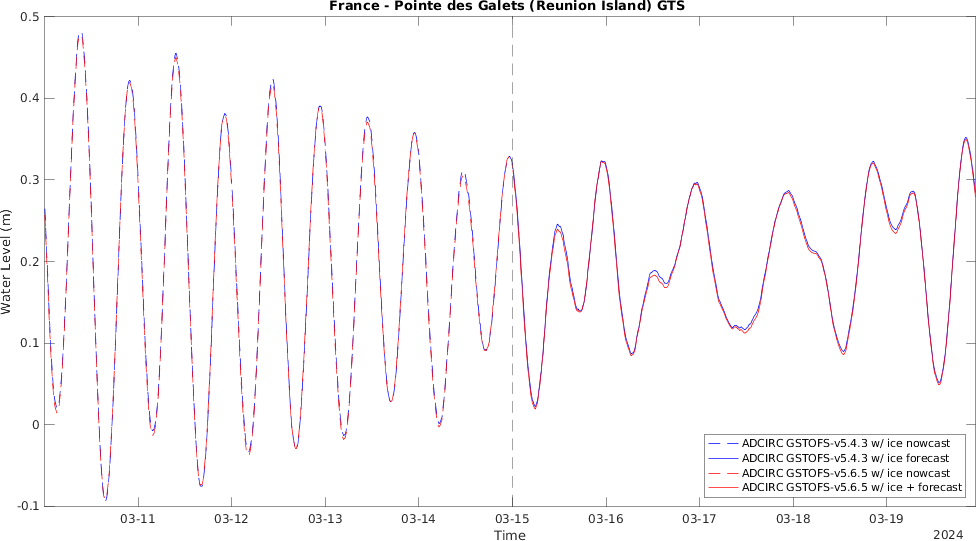 France - Pointe des Galets (Reunion Island) GTS
0.5
0.4
0.3
0.2
0.1
0
-0.1
Water Level (m)
03-11 03-12 03-13 03-14 03-15 03-16 03-17 03-18 03-19
Time
2024
ADCIRC GSTOFS-v5.4.3 w/ ice nowcast
ADCIRC GSTOFS-v5.4.3 w/ ice forecast
ADCIRC GSTOFS-v5.6.5 w/ ice nowcast
ADCIRC GSTOFS-v5.6.5 w/ ice + forecast